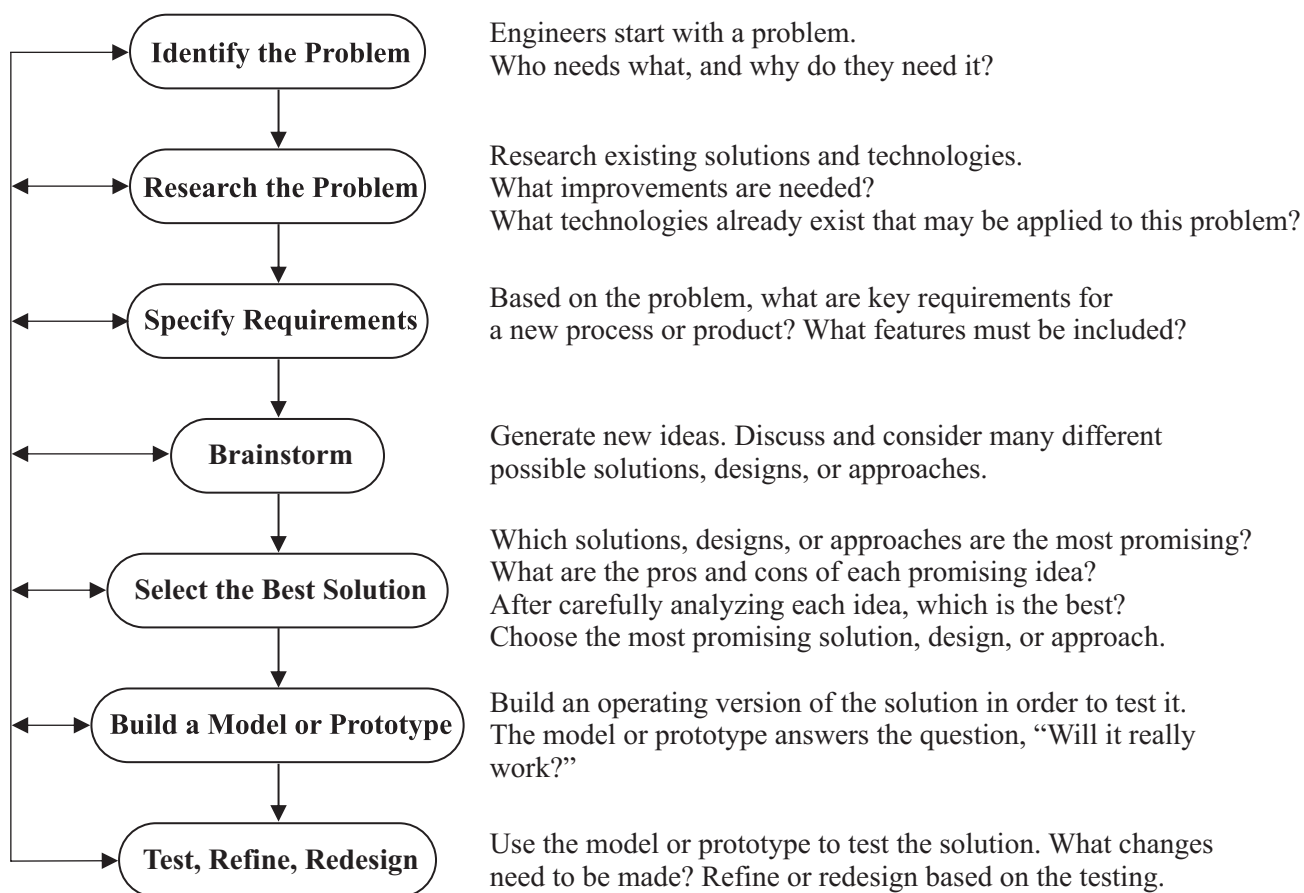 Identify the Problem
Engineers start with a problem.
Who needs what, and why do they need it?
Research the Problem
Research existing solutions and technologies.
What improvements are needed?
What technologies already exist that may be applied to this problem?
Specify Requirements
Based on the problem, what are key requirements for
a new process or product? What features must be included?
Brainstorm
Generate new ideas. Discuss and consider many different
possible solutions, designs, or approaches.
Select the Best Solution
Which solutions, designs, or approaches are the most promising?
What are the pros and cons of each promising idea?
After carefully analyzing each idea, which is the best?
Choose the most promising solution, design, or approach.
Build a Model or Prototype
Build an operating version of the solution in order to test it.
The model or prototype answers the question, “Will it really
work?”
Test, Refine, Redesign
Use the model or prototype to test the solution. What changes
need to be made? Refine or redesign based on the testing.